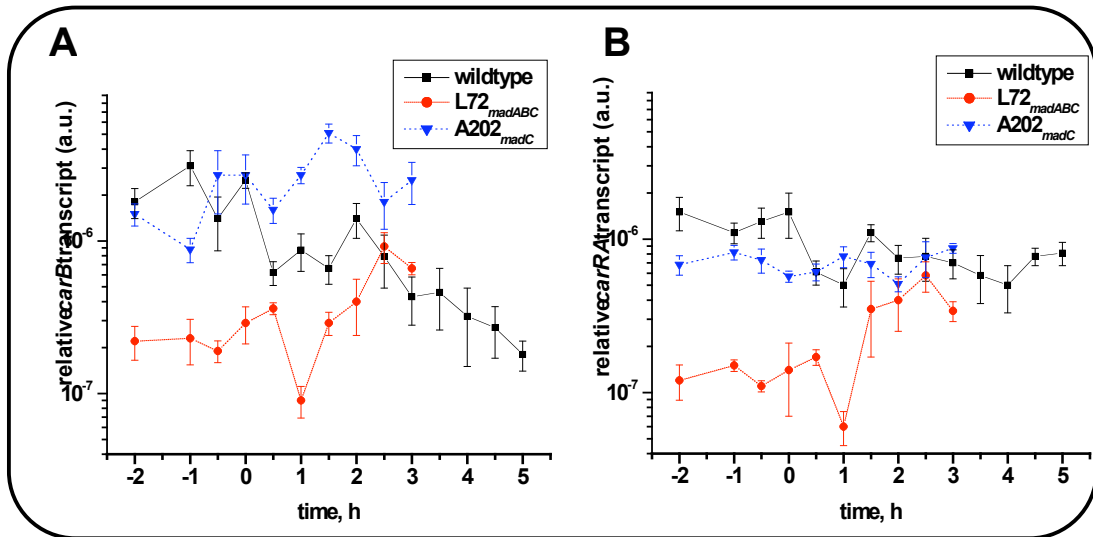 A
wildtype
L72madABC
A202madC
relativecarBtranscript (a.u.)
10-6
10-7
-2 -1 0 1 2 3 4 5
time, h
B
wildtype
L72madABC
A202madC
relativecarRAtranscript (a.u.)
10-6
10-7
-2 -1 0 1 2 3 4 5
time, h